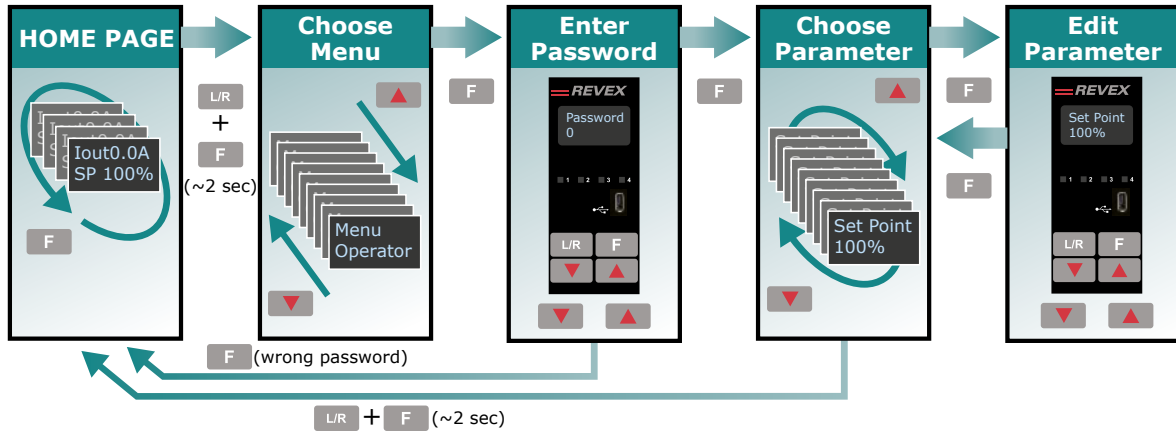 HOME PAGE
Iout0.0A
SP 100%
F
L/R
+
F
(~2 sec)
Choose
Menu
Menu
Operator
F
Enter
Password
REVEX
Password
0
1 2 3 4
L/R F
F
Choose
Parameter
Set Point
100%
F
F
Edit
Parameter
REVEX
Set Point
100%
1 2 3 4
L/R F
F (wrong password)
L/R + F (~2 sec)